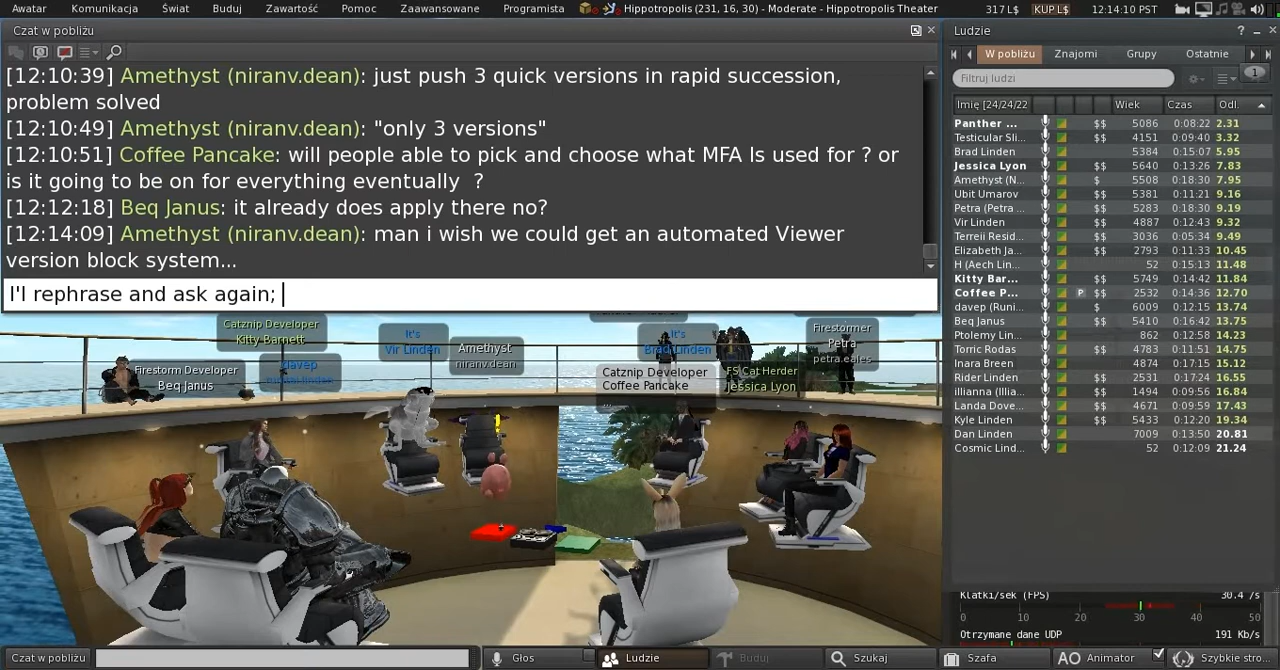 Awatar Komunikacja Świat Buduj Zawartość Pomoc Zaawansowane Programista Hippotropolis (231, 16, 30) - Moderate - Hippotropolis Theater 317 L$ KUP L$ 12:14:10 PST
Czat w pobliżu
[12:10:39] Amethyst (niranv.dean): just push 3 quick versions in rapid succession,
problem solved
[12:10:49] Amethyst (niranv.dean): "only 3 versions"
[12:10:51] Coffee Pancake: will people able to pick and choose what MFA Is used for ? or
is it going to be on for everything eventually ?
[12:12:18] Beq Janus: it already does apply there no?
[12:14:09] Amethyst (niranv.dean): man i wish we could get an automated Viewer
version block system...
I'l rephrase and ask again;
Catznip Developer
Kitty Barnett
It's
Vir Linden
Amethyst
niranv.dean
Firestorm Developer
Beq Janus
davep
It's
Brad Linden
Catznip Developer
Coffee Pancake
FS Cat Herder
Jessica Lyon
Firestormer
Petra
petra.eales
Ludzie
W pobliżu Znajomi Grupy Ostatnie
Filtruj ludzi
1
Imię [24/24/22 Wiek Czas Odl.
Panther ... $$ 5086 0:08:22 2.31
Testicular Sli... $$ 4151 0:09:40 3.32
Brad Linden 5384 0:15:07 5.95
Jessica Lyon $$ 5640 0:13:26 7.83
Amethyst (N... $ 5508 0:18:30 7.95
Ubit Umarov $$ 5381 0:11:21 9.16
Petra (Petra ... $$ 5283 0:18:30 9.19
Vir Linden $$ 4887 0:12:43 9.32
Terreii Resid... $$ 3036 0:05:34 9.49
Elizabeth Ja... $$ 2793 0:11:33 10.45
H (Aech Lin... 52 0:15:13 11.48
Kitty Bar... $$ 5749 0:14:42 11.84
Coffee P... P $$ 2532 0:14:36 12.70
davep (Runi... $ 6009 0:12:15 13.74
Beq Janus $$ 5410 0:16:42 13.75
Ptolemy Lin... 862 0:12:58 14.23
Torric Rodas $$ 4783 0:11:51 14.75
Inara Breen 4874 0:17:15 15.12
Rider Linden $$ 2531 0:17:24 16.55
illianna (Illia... $$ 1494 0:09:56 16.84
Landa Dove... $$ 4671 0:09:59 17.43
Kyle Linden $$ 5433 0:12:20 19.34
Dan Linden 7009 0:13:50 20.81
Cosmic Lind... 52 0:12:09 21.24
Klatki/sek (FPS) 30.4 /s
0 10 20 30 40 50
Otrzymane dane UDP 191 Kb/s
Czat w pobliżu Głos Ludzie Buduj Szukaj Szafa AO Animator Szybkie stro...